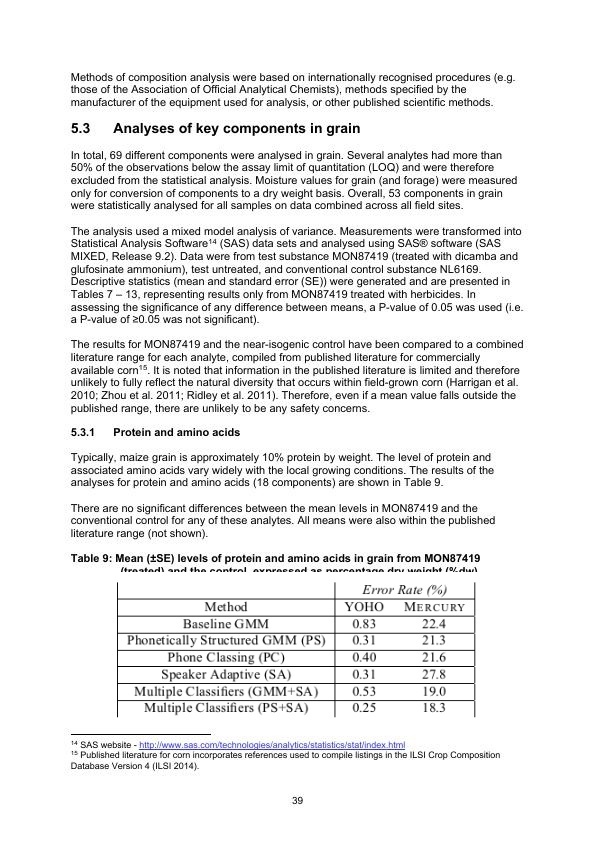 Methods of composition analysis were based on internationally recognised procedures (e.g.
those of the Association of Official Analytical Chemists), methods specified by the
manufacturer of the equipment used for analysis, or other published scientific methods.
5.3 Analyses of key components in grain
In total, 69 different components were analysed in grain. Several analytes had more than
50% of the observations below the assay limit of quantitation (LOQ) and were therefore
excluded from the statistical analysis. Moisture values for grain (and forage) were measured
only for conversion of components to a dry weight basis. Overall, 53 components in grain
were statistically analysed for all samples on data combined across all field sites.
The analysis used a mixed model analysis of variance. Measurements were transformed into
Statistical Analysis Software¹⁴ (SAS) data sets and analysed using SAS® software (SAS
MIXED, Release 9.2). Data were from test substance MON87419 (treated with dicamba and
glufosinate ammonium), test untreated, and conventional control substance NL6169.
Descriptive statistics (mean and standard error (SE)) were generated and are presented in
Tables 7 – 13, representing results only from MON87419 treated with herbicides. In
assessing the significance of any difference between means, a P-value of 0.05 was used (i.e.
a P-value of ≥0.05 was not significant).
The results for MON87419 and the near-isogenic control have been compared to a combined
literature range for each analyte, compiled from published literature for commercially
available corn¹⁵. It is noted that information in the published literature is limited and therefore
unlikely to fully reflect the natural diversity that occurs within field-grown corn (Harrigan et al.
2010; Zhou et al. 2011; Ridley et al. 2011). Therefore, even if a mean value falls outside the
published range, there are unlikely to be any safety concerns.
5.3.1 Protein and amino acids
Typically, maize grain is approximately 10% protein by weight. The level of protein and
associated amino acids vary widely with the local growing conditions. The results of the
analyses for protein and amino acids (18 components) are shown in Table 9.
There are no significant differences between the mean levels in MON87419 and the
conventional control for any of these analytes. All means were also within the published
literature range (not shown).
Table 9: Mean (±SE) levels of protein and amino acids in grain from MON87419
(treated) and the control, expressed as percentage dry weight (%dw)
Error Rate (%)
Method YOHO MERCURY
Baseline GMM 0.83 22.4
Phonetically Structured GMM (PS) 0.31 21.3
Phone Classing (PC) 0.40 21.6
Speaker Adaptive (SA) 0.31 27.8
Multiple Classifiers (GMM+SA) 0.53 19.0
Multiple Classifiers (PS+SA) 0.25 18.3
¹⁴ SAS website - http://www.sas.com/technologies/analytics/statistics/stat/index.html
¹⁵ Published literature for corn incorporates references used to compile listings in the ILSI Crop Composition
Database Version 4 (ILSI 2014).
39